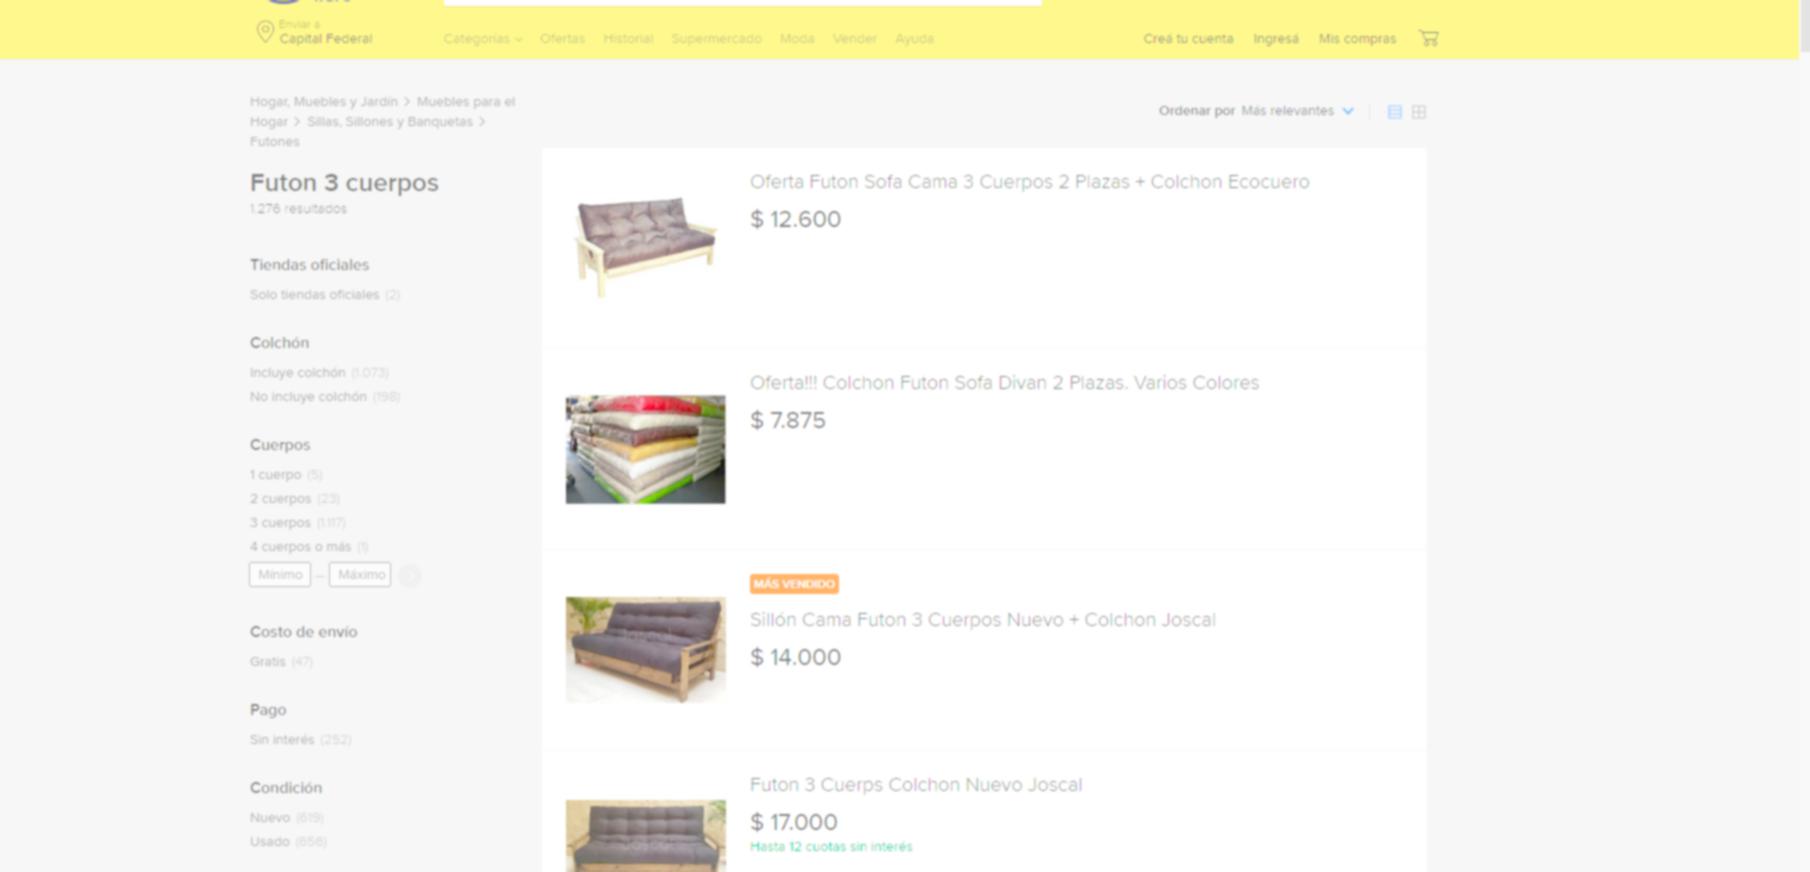 Enviar a
Capital Federal
Categorías
Ofertas
Historial
Supermercado
Moda
Vender
Ayuda
Creá tu cuenta
Ingresá
Mis compras
Hogar, Muebles y Jardín > Muebles para el
Hogar > Sillas, Sillones y Banquetas >
Futones
Futon 3 cuerpos
1.276 resultados
Ordenar por Más relevantes
Tiendas oficiales
Solo tiendas oficiales (2)
Colchón
Incluye colchón (1.073)
No incluye colchón (198)
Cuerpos
1 cuerpo (5)
2 cuerpos (23)
3 cuerpos (1.117)
4 cuerpos o más (1)
Mínimo – Máximo
Costo de envío
Gratis (47)
Pago
Sin interés (252)
Condición
Nuevo (619)
Usado (656)
Oferta Futon Sofa Cama 3 Cuerpos 2 Plazas + Colchon Ecocuero
$ 12.600
Oferta!!! Colchon Futon Sofa Divan 2 Plazas. Varios Colores
$ 7.875
MÁS VENDIDO
Sillón Cama Futon 3 Cuerpos Nuevo + Colchon Joscal
$ 14.000
Futon 3 Cuerps Colchon Nuevo Joscal
$ 17.000
Hasta 12 cuotas sin interés